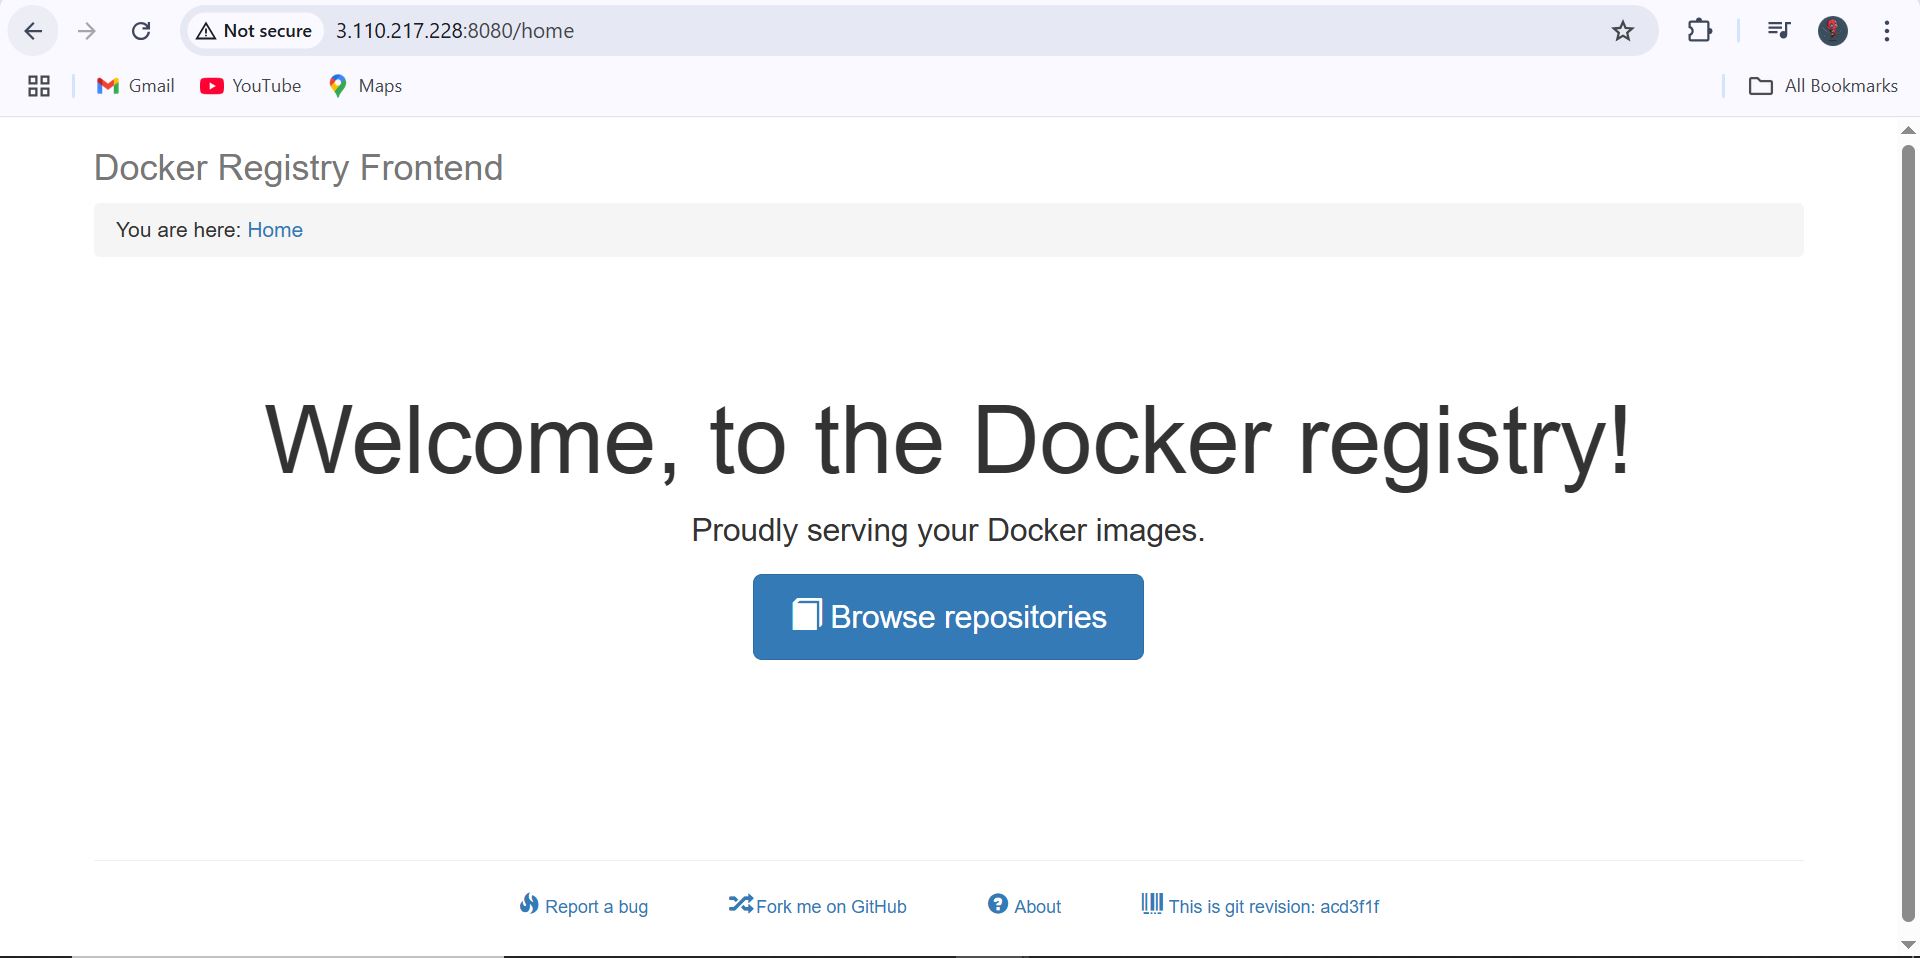 Not secure 3.110.217.228:8080/home
Gmail YouTube Maps All Bookmarks
Docker Registry Frontend
You are here: Home
Welcome, to the Docker registry!
Proudly serving your Docker images.
Browse repositories
Report a bug Fork me on GitHub About This is git revision: acd3f1f